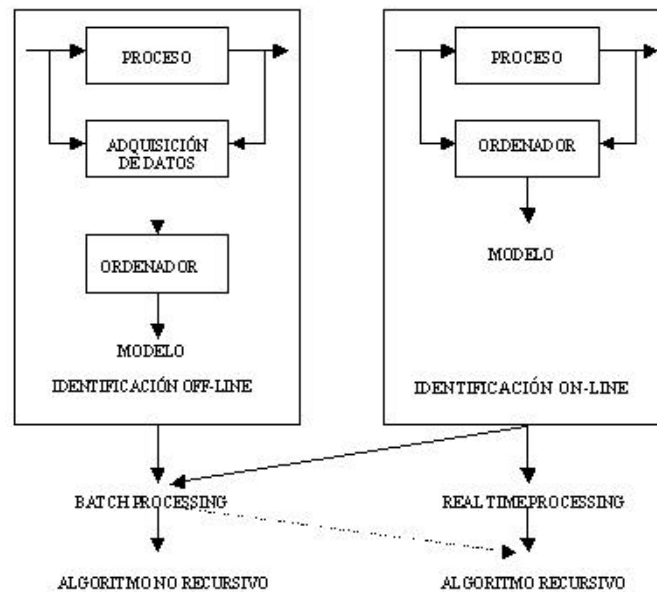 PROCESO
ADQUISICIÓN
DE DATOS
ORDENADOR
MODELO
IDENTIFICACIÓN OFF-LINE
PROCESO
ORDENADOR
MODELO
IDENTIFICACIÓN ON-LINE
BATCH PROCESSING
REAL TIME PROCESSING
ALGORITMO NO RECURSIVO
ALGORITMO RECURSIVO